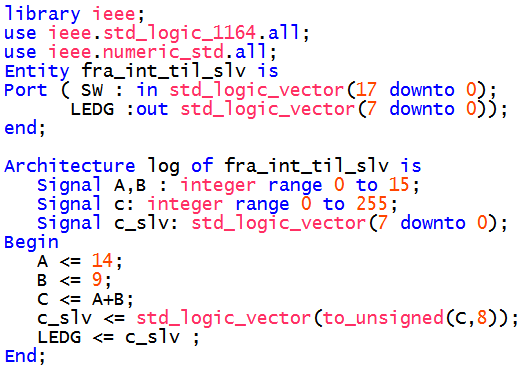 library ieee;
use ieee.std_logic_1164.all;
use ieee.numeric_std.all;
Entity fra_int_til_slv is
Port ( SW : in std_logic_vector(17 downto 0);
LEDG :out std_logic_vector(7 downto 0));
end;
Architecture log of fra_int_til_slv is
Signal A,B : integer range 0 to 15;
Signal c: integer range 0 to 255;
Signal c_slv: std_logic_vector(7 downto 0);
Begin
A <= 14;
B <= 9;
C <= A+B;
c_slv <= std_logic_vector(to_unsigned(C,8));
LEDG <= c_slv ;
End;